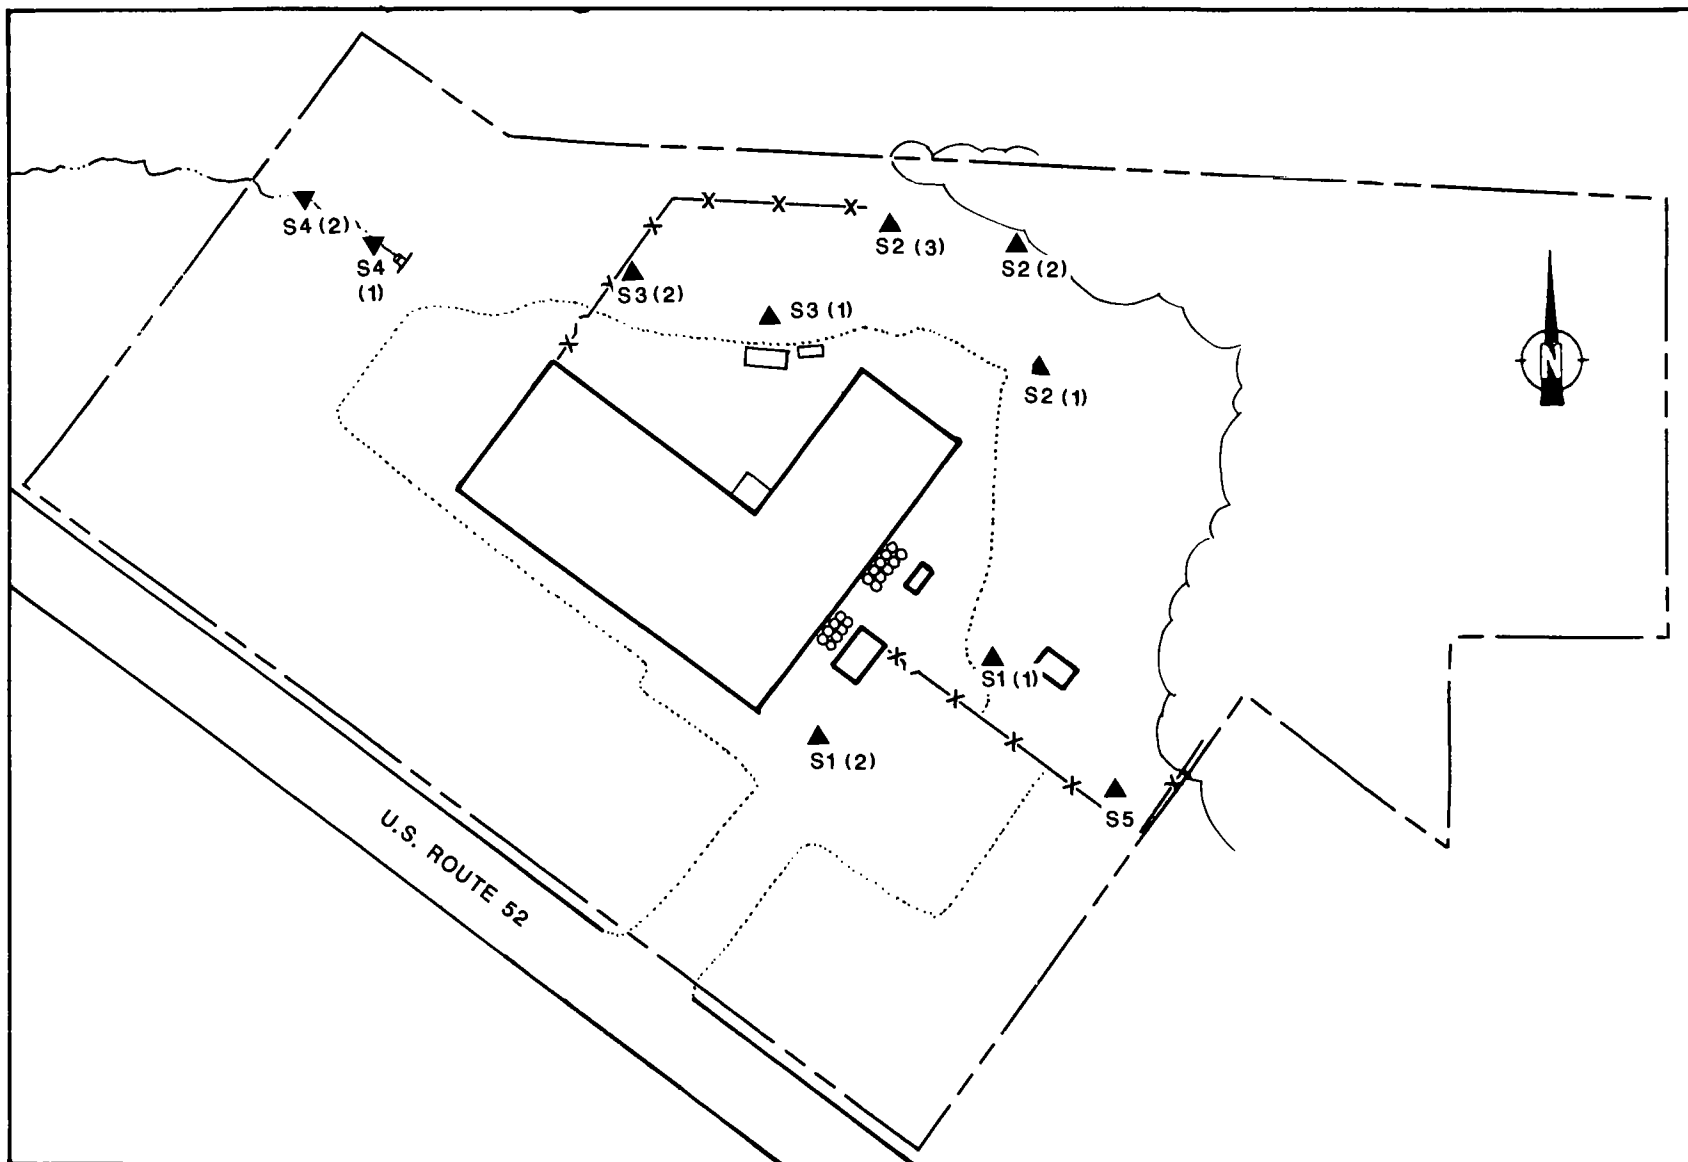 S4 (2)
S4
(1)
S3 (2)
S3 (1)
S2 (3)
S2 (2)
S2 (1)
N
S1 (1)
S1 (2)
S5
U.S. ROUTE 52